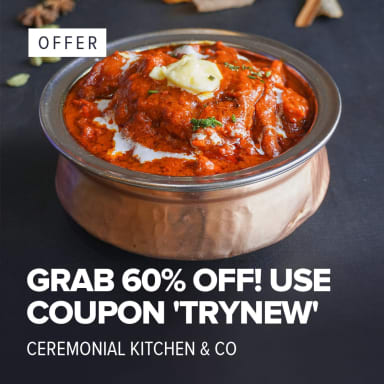 OFFER
GRAB 60% OFF! USE
COUPON 'TRYNEW'
CEREMONIAL KITCHEN & CO